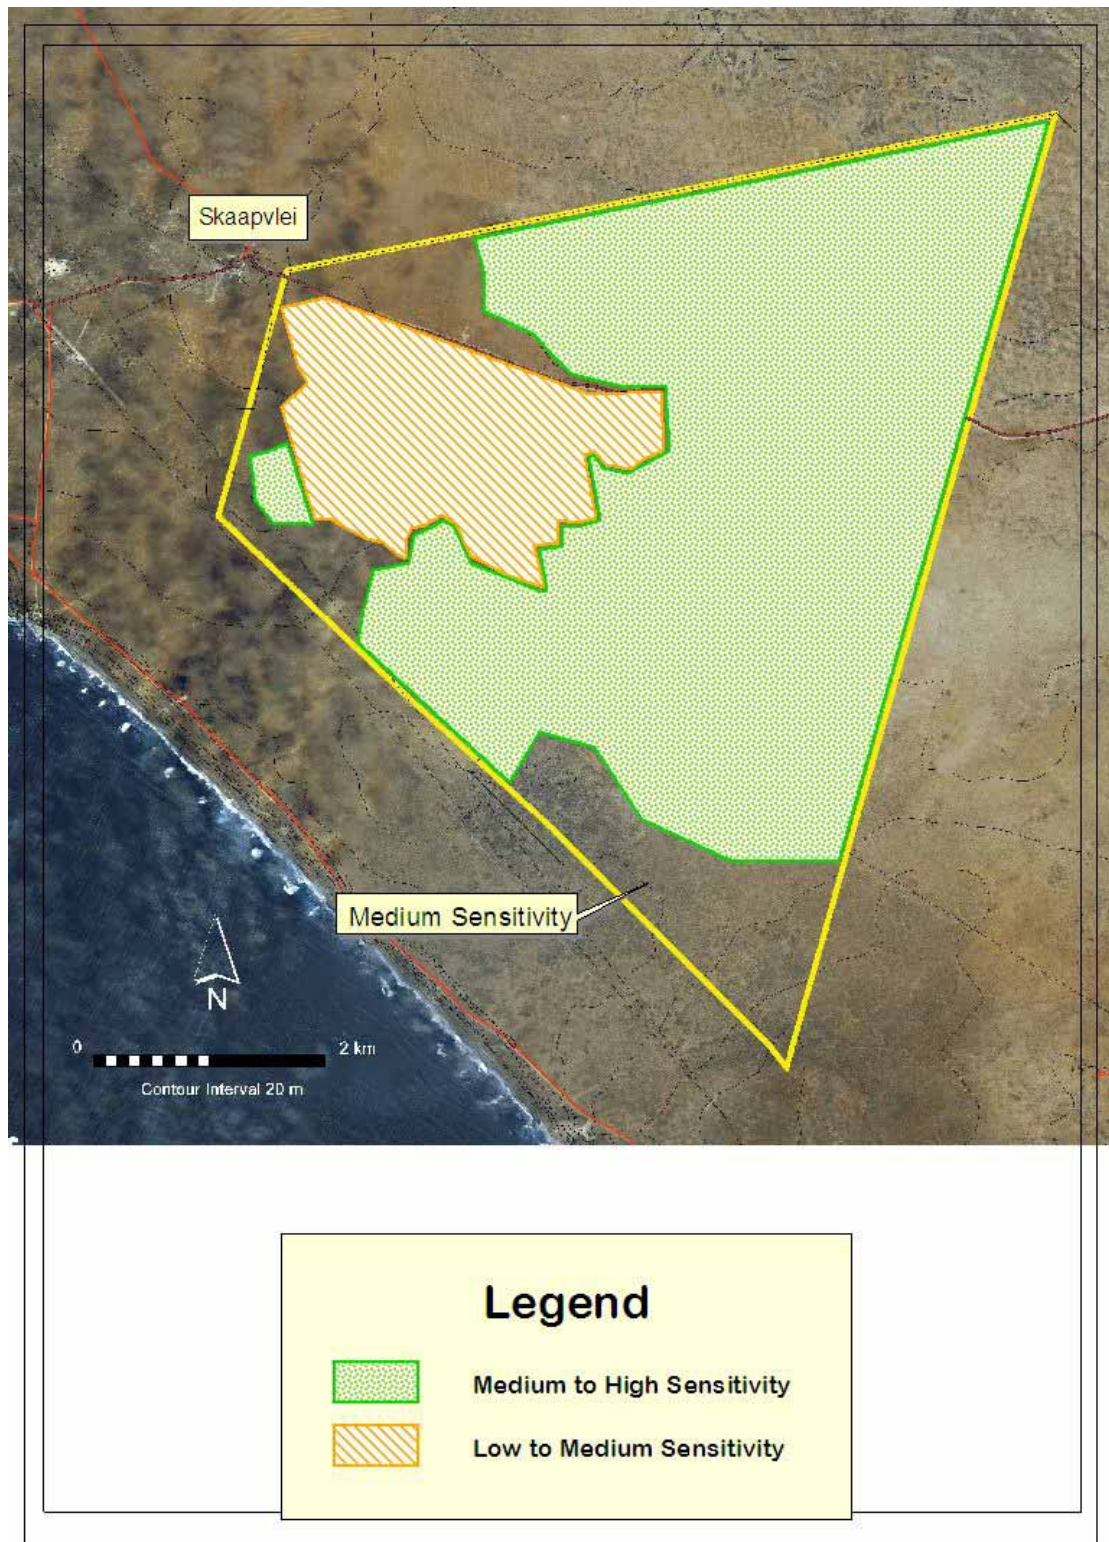 Skaapvlei
Medium Sensitivity
N
0
2 km
Contour Interval 20 m
Legend
Medium to High Sensitivity
Low to Medium Sensitivity